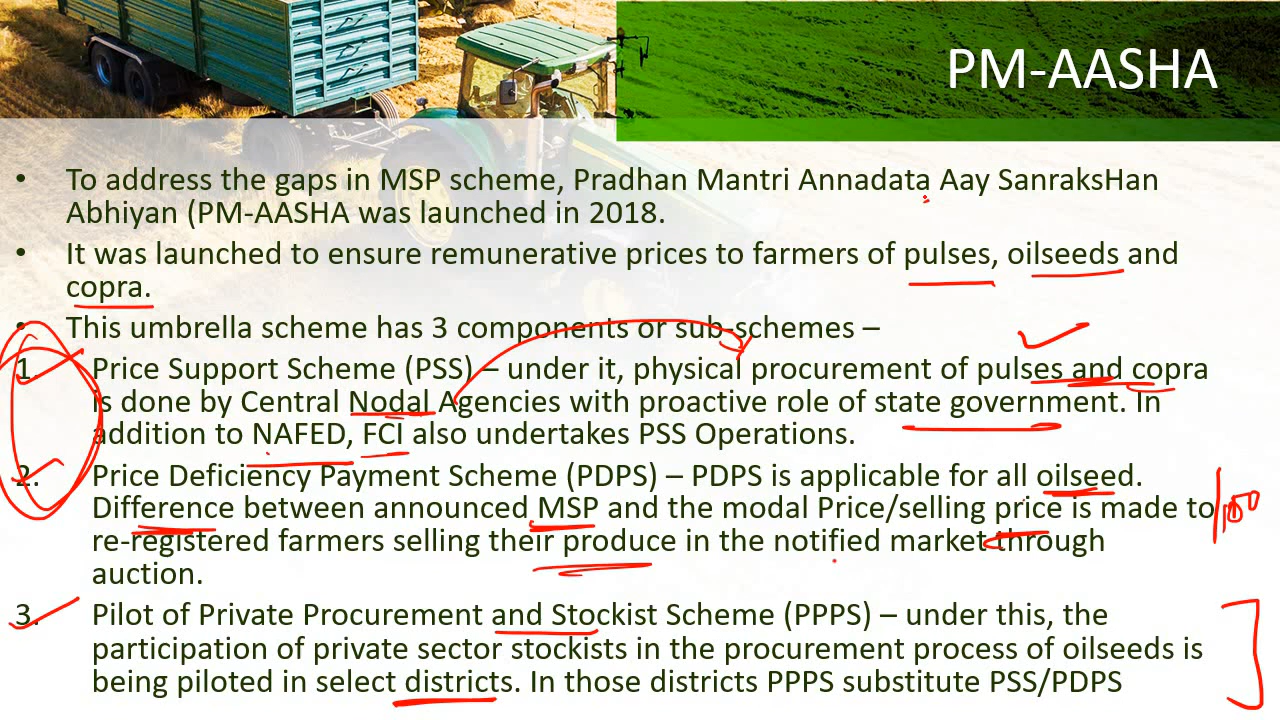 PM-AASHA
• To address the gaps in MSP scheme, Pradhan Mantri Annadata Aay SanraksHan
Abhiyan (PM-AASHA was launched in 2018.
• It was launched to ensure remunerative prices to farmers of pulses, oilseeds and
copra.
• This umbrella scheme has 3 components or sub-schemes –
1. Price Support Scheme (PSS) – under it, physical procurement of pulses and copra
is done by Central Nodal Agencies with proactive role of state government. In
addition to NAFED, FCI also undertakes PSS Operations.
2. Price Deficiency Payment Scheme (PDPS) – PDPS is applicable for all oilseed.
Difference between announced MSP and the modal Price/selling price is made to
re-registered farmers selling their produce in the notified market through
auction.
3. Pilot of Private Procurement and Stockist Scheme (PPPS) – under this, the
participation of private sector stockists in the procurement process of oilseeds is
being piloted in select districts. In those districts PPPS substitute PSS/PDPS